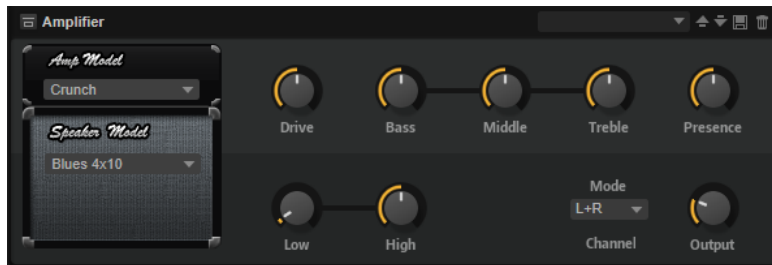 Amplifier
Amp Model
Crunch
Speaker Model
Blues 4x10
Drive
Bass
Middle
Treble
Presence
Low
High
Mode
L+R
Channel
Output